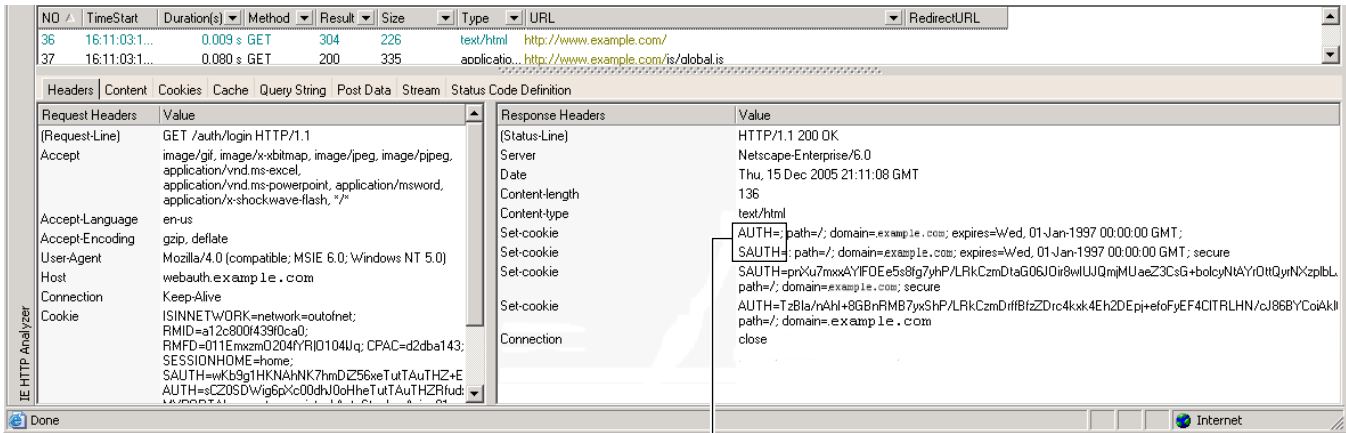 NO TimeStart Duration(s) Method Result Size Type URL RedirectURL
36 16:11:03:1... 0.009 s GET 304 226 text/html http://www.example.com/
37 16:11:03:1... 0.080 s GET 200 335 applicatio... http://www.example.com/is/global.is
Headers Content Cookies Cache Query String Post Data Stream Status Code Definition
Request Headers Value
(Request-Line) GET /auth/login HTTP/1.1
Accept image/gif, image/x-xbitmap, image/jpeg, image/pjpeg,
application/vnd.ms-excel,
application/vnd.ms-powerpoint, application/msword,
application/x-shockwave-flash, */*
Accept-Language en-us
Accept-Encoding gzip, deflate
User-Agent Mozilla/4.0 (compatible; MSIE 6.0; Windows NT 5.0)
Host webauth.example.com
Connection Keep-Alive
Cookie ISINNETWORK=network=outofnet;
RMID=a12c800f439f0ca0;
RMFD=011EmxzmO204fYRI|O104IJq; CPAC=d2dba143;
SESSIONHOME=home;
SAUTH=wKb9g1HKNAhNK7hmDiZ56xeTutTAuTHZ+E
AUTH=sCZ0SDWig6pXc00dhJ0oHheTutTAuTHZRfud:
Response Headers Value
(Status-Line) HTTP/1.1 200 OK
Server Netscape-Enterprise/6.0
Date Thu, 15 Dec 2005 21:11:08 GMT
Content-length 136
Content-type text/html
Set-cookie AUTH=; path=/; domain=.example.com; expires=Wed, 01-Jan-1997 00:00:00 GMT;
Set-cookie SAUTH=; path=/; domain=.example.com; expires=Wed, 01-Jan-1997 00:00:00 GMT; secure
Set-cookie SAUTH=prXu7mxxAYIFOEe5s8fg7yhP/LRkCzmDtaG06JOir8wIUJQmjMUaeZ3CsG+bolcyNtAYrOttQyrNXzpIbL.
path=/; domain=example.com; secure
Set-cookie AUTH=TzBIa/nAhI+8GBnRMB7yxShP/LRkCzmDrffBfzZDrc4kxk4Eh2DEpj+efoFyEF4CITRLHN/cJ86BYCoiAkI
path=/; domain=.example.com
Connection close
IE HTTP Analyzer
Done Internet